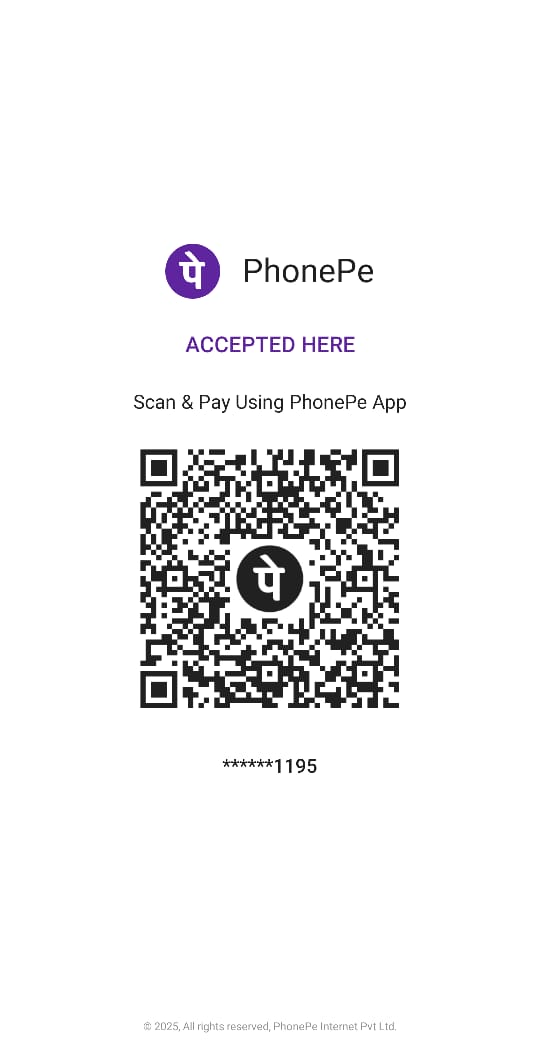 पे PhonePe
ACCEPTED HERE
Scan & Pay Using PhonePe App
पे
******1195
© 2025, All rights reserved, PhonePe Internet Pvt Ltd.